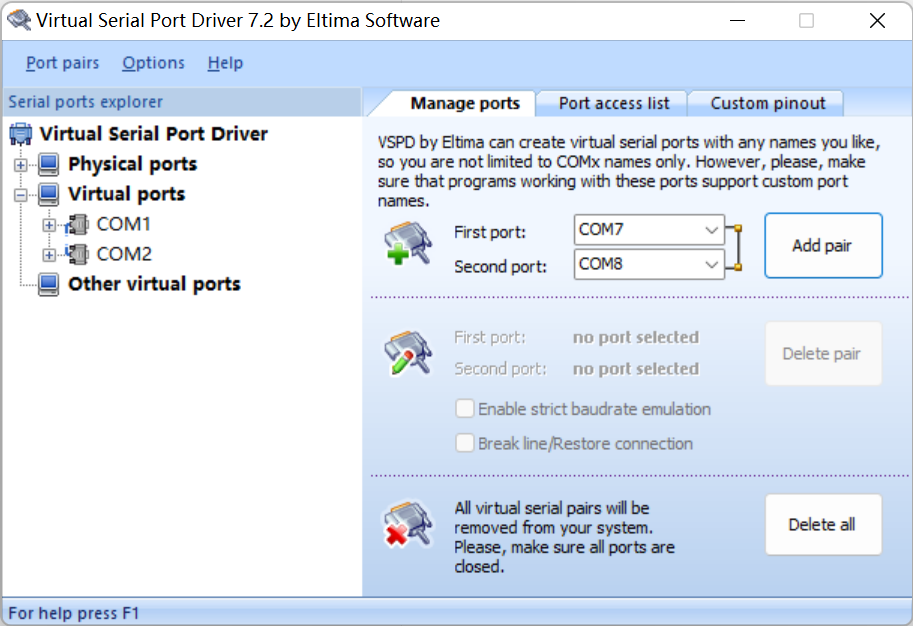 Virtual Serial Port Driver 7.2 by Eltima Software
Port pairs Options Help
Serial ports explorer
Manage ports Port access list Custom pinout
Virtual Serial Port Driver
Physical ports
Virtual ports
COM1
COM2
Other virtual ports
VSPD by Eltima can create virtual serial ports with any names you like,
so you are not limited to COMx names only. However, please, make
sure that programs working with these ports support custom port
names.
First port: COM7
Second port: COM8
Add pair
First port: no port selected
Second port: no port selected
Delete pair
Enable strict baudrate emulation
Break line/Restore connection
All virtual serial pairs will be
removed from your system.
Please, make sure all ports are
closed.
Delete all
For help press F1